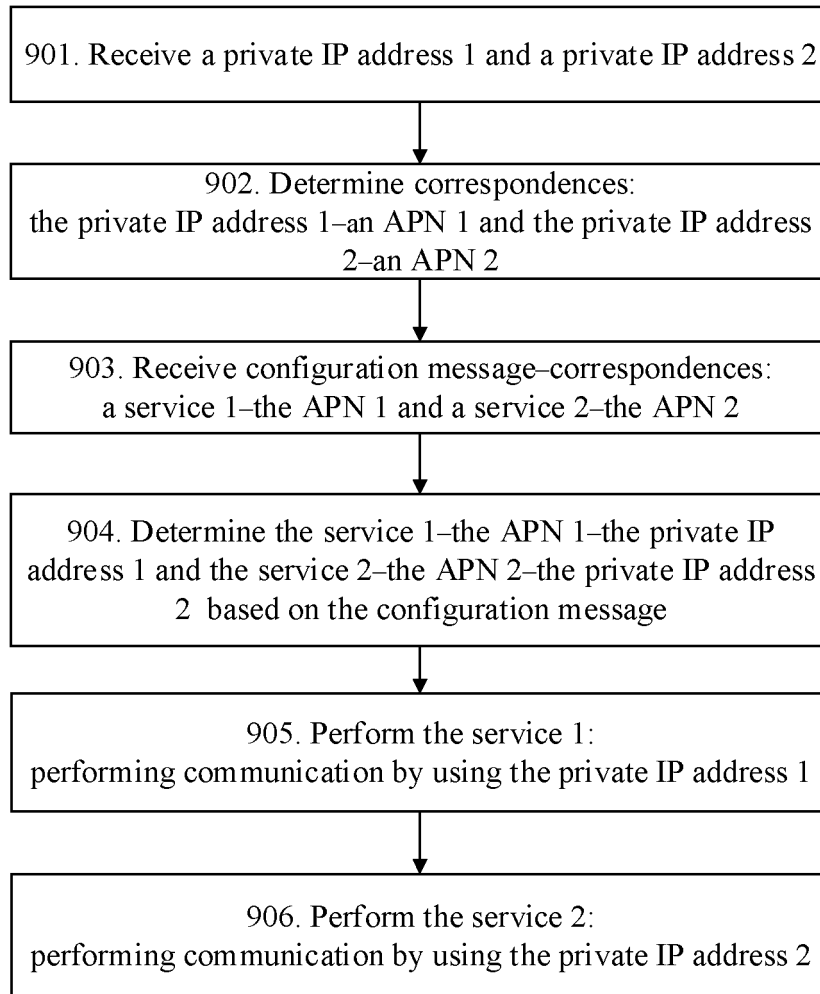 901. Receive a private IP address 1 and a private IP address 2
902. Determine correspondences:
the private IP address 1–an APN 1 and the private IP address
2–an APN 2
903. Receive configuration message–correspondences:
a service 1–the APN 1 and a service 2–the APN 2
904. Determine the service 1–the APN 1–the private IP
address 1 and the service 2–the APN 2–the private IP address
2 based on the configuration message
905. Perform the service 1:
performing communication by using the private IP address 1
906. Perform the service 2:
performing communication by using the private IP address 2